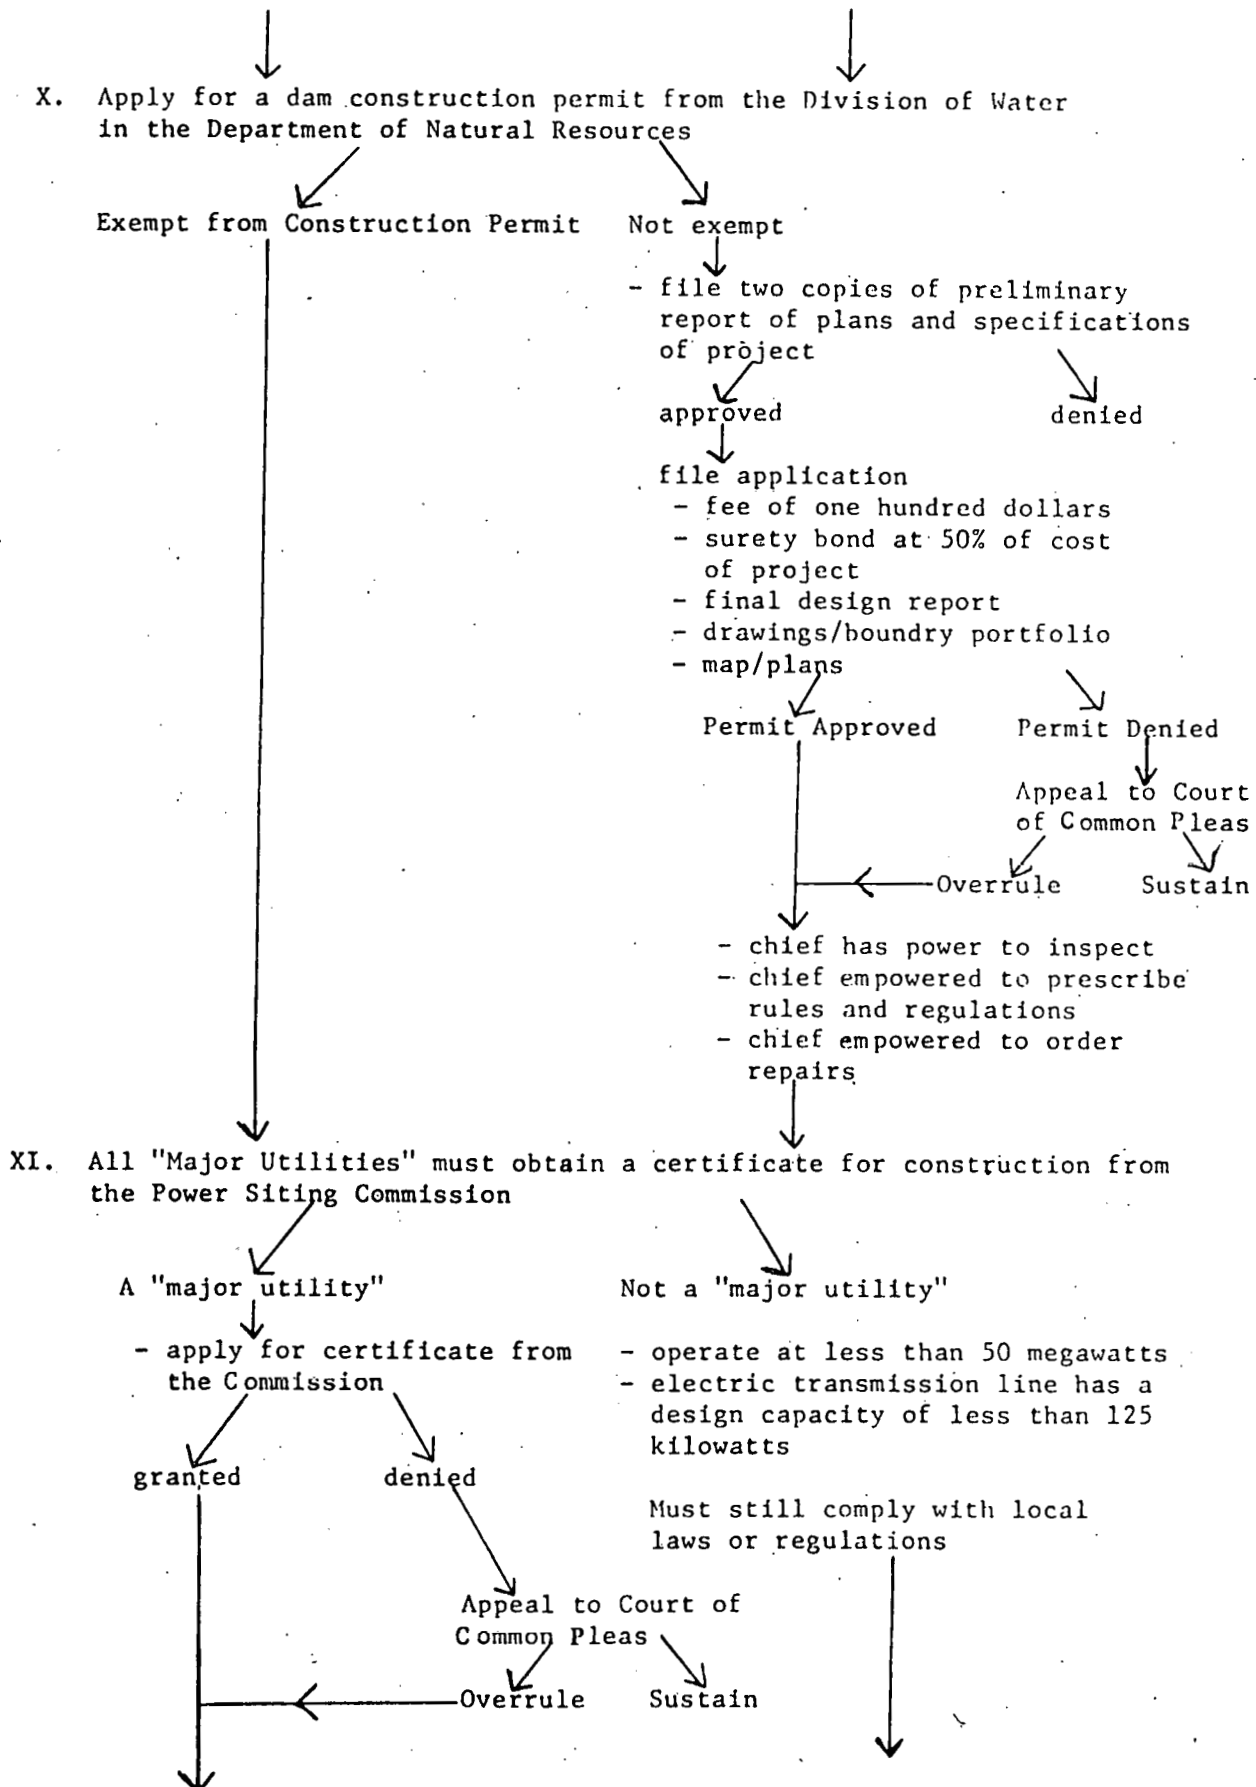 X. Apply for a dam construction permit from the Division of Water
in the Department of Natural Resources
Exempt from Construction Permit
Not exempt
- file two copies of preliminary
report of plans and specifications
of project
approved
denied
file application
- fee of one hundred dollars
- surety bond at 50% of cost
of project
- final design report
- drawings/boundry portfolio
- map/plans
Permit Approved
Permit Denied
Appeal to Court
of Common Pleas
Overrule
Sustain
- chief has power to inspect
- chief empowered to prescribe
rules and regulations
- chief empowered to order
repairs
XI. All "Major Utilities" must obtain a certificate for construction from
the Power Siting Commission
A "major utility"
- apply for certificate from
the Commission
granted
denied
Appeal to Court of
Common Pleas
Overrule
Sustain
Not a "major utility"
- operate at less than 50 megawatts
- electric transmission line has a
design capacity of less than 125
kilowatts
Must still comply with local
laws or regulations